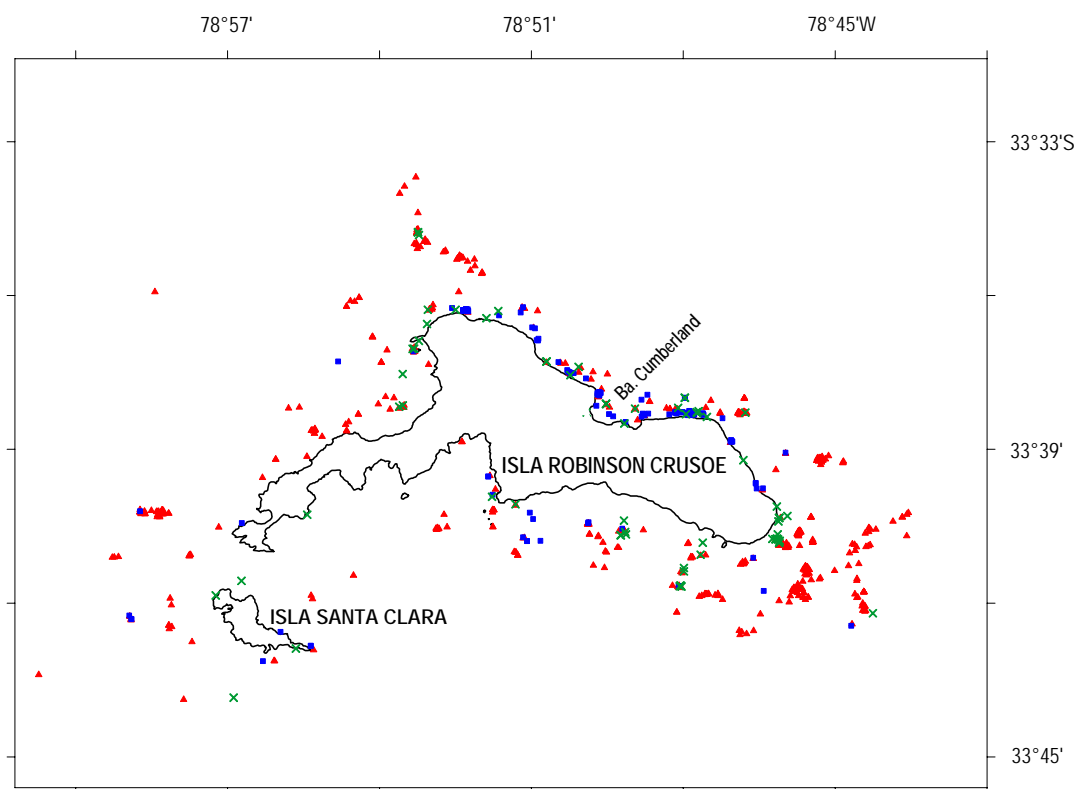 78°57'
78°51'
78°45'W
33°33'S
Ba. Cumberland
33°39'
ISLA ROBINSON CRUSOE
ISLA SANTA CLARA
33°45'